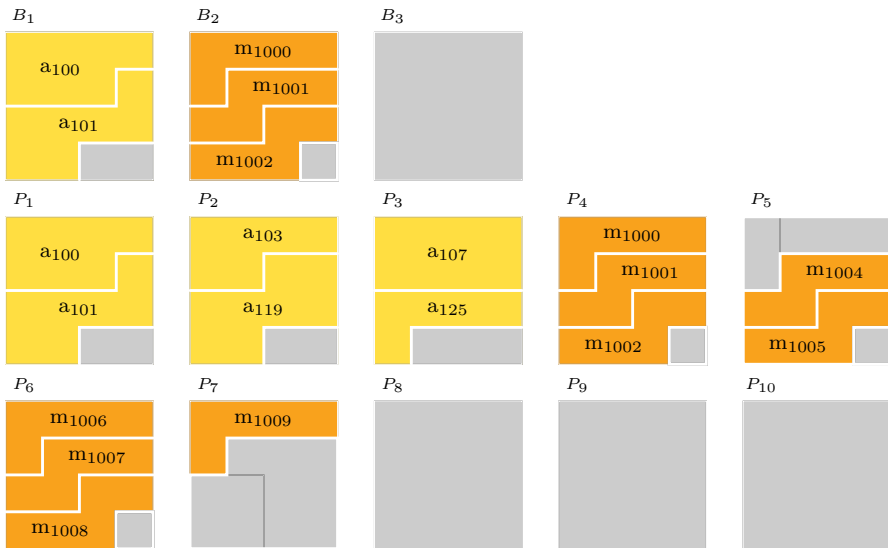 B₁ B₂ B₃
a₁₀₀ m₁₀₀₀
m₁₀₀₁
a₁₀₁
m₁₀₀₂
P₁ P₂ P₃ P₄ P₅
a₁₀₀ a₁₀₃ a₁₀₇ m₁₀₀₀
m₁₀₀₁ m₁₀₀₄
a₁₀₁ a₁₁₉ a₁₂₅
m₁₀₀₂ m₁₀₀₅
P₆ P₇ P₈ P₉ P₁₀
m₁₀₀₆ m₁₀₀₉
m₁₀₀₇
m₁₀₀₈